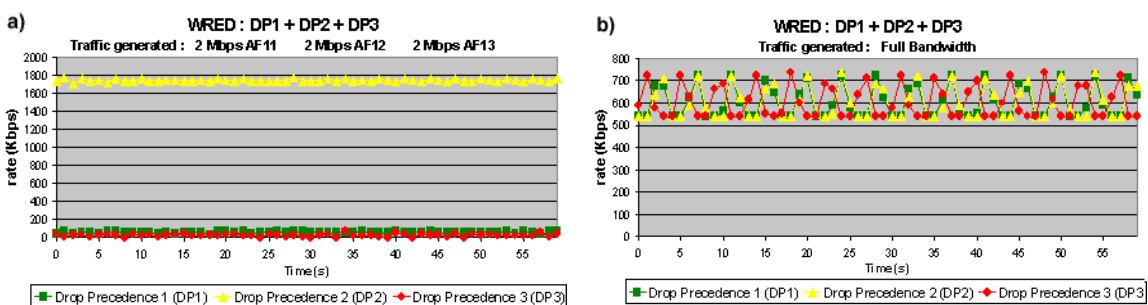 a)
WRED : DP1 + DP2 + DP3
Traffic generated : 2 Mbps AF11 2 Mbps AF12 2 Mbps AF13
rate (Kbps)
2000
1800
1600
1400
1200
1000
800
600
400
200
0
0 5 10 15 20 25 30 35 40 45 50 55
Time(s)
Drop Precedence 1 (DP1) Drop Precedence 2 (DP2) Drop Precedence 3 (DP3)
b)
WRED : DP1 + DP2 + DP3
Traffic generated : Full Bandwidth
rate (Kbps)
800
700
600
500
400
300
200
100
0
0 5 10 15 20 25 30 35 40 45 50 55
Time (s)
Drop Precedence 1 (DP1) Drop Precedence 2 (DP2) Drop Precedence 3 (DP3)